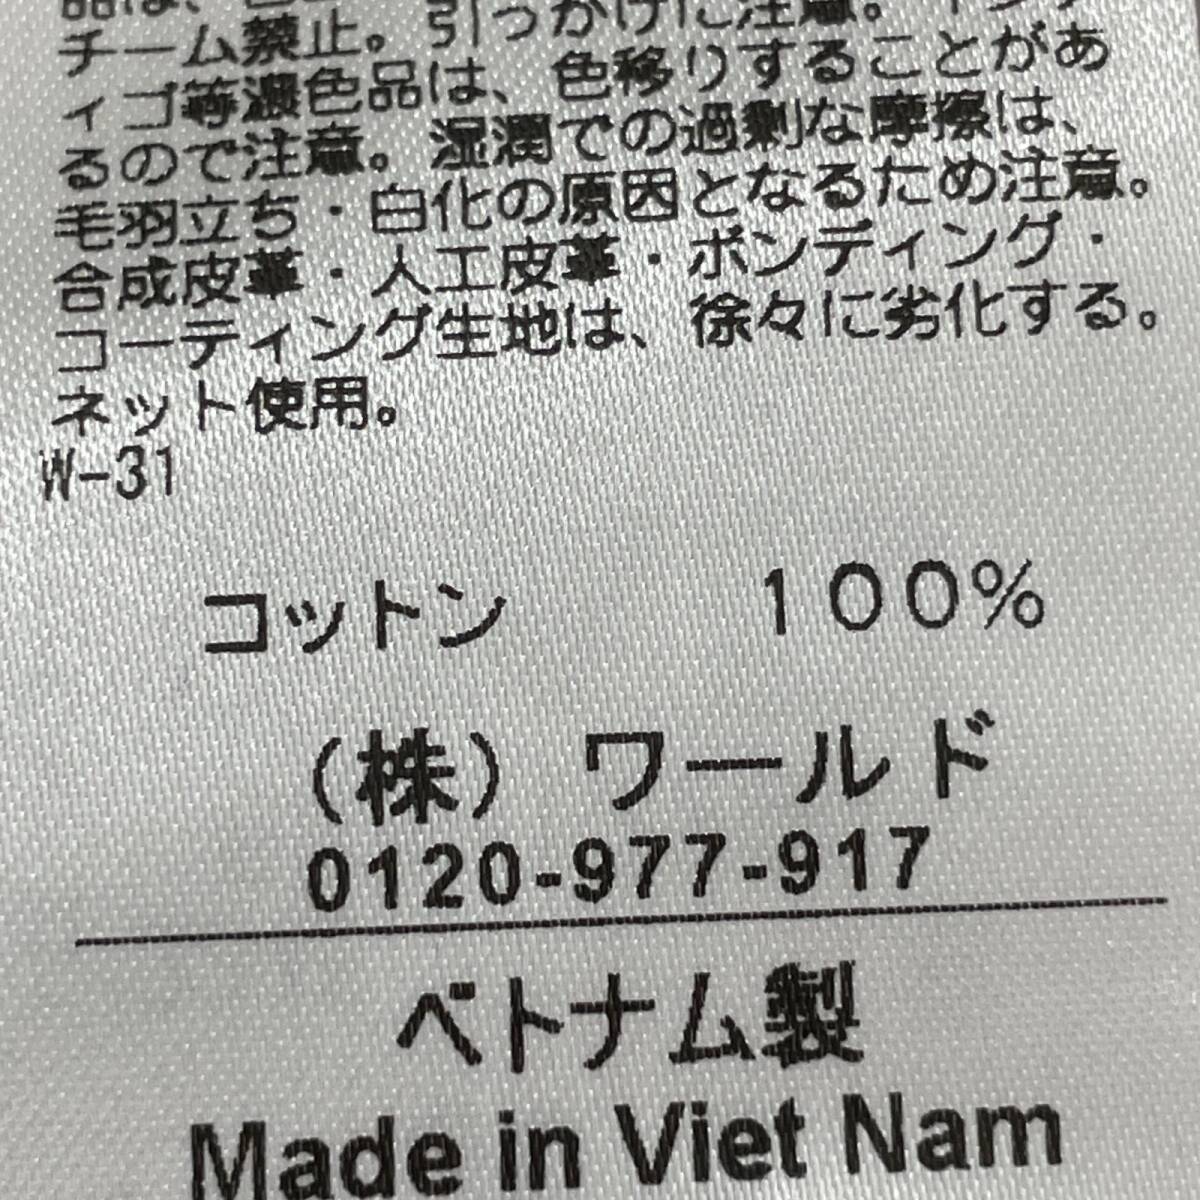 チーム禁止。引っかけに注意。インデ
ィゴ等濃色品は、色移りすることがあ
るので注意。湿潤での過剰な摩擦は、
毛羽立ち・白化の原因となるため注意。
合成皮革・人工皮革・ボンディング・
コーティング生地は、徐々に劣化する。
ネット使用。
W-31
コットン 100%
(株) ワールド
0120-977-917
ベトナム製
Made in Viet Nam